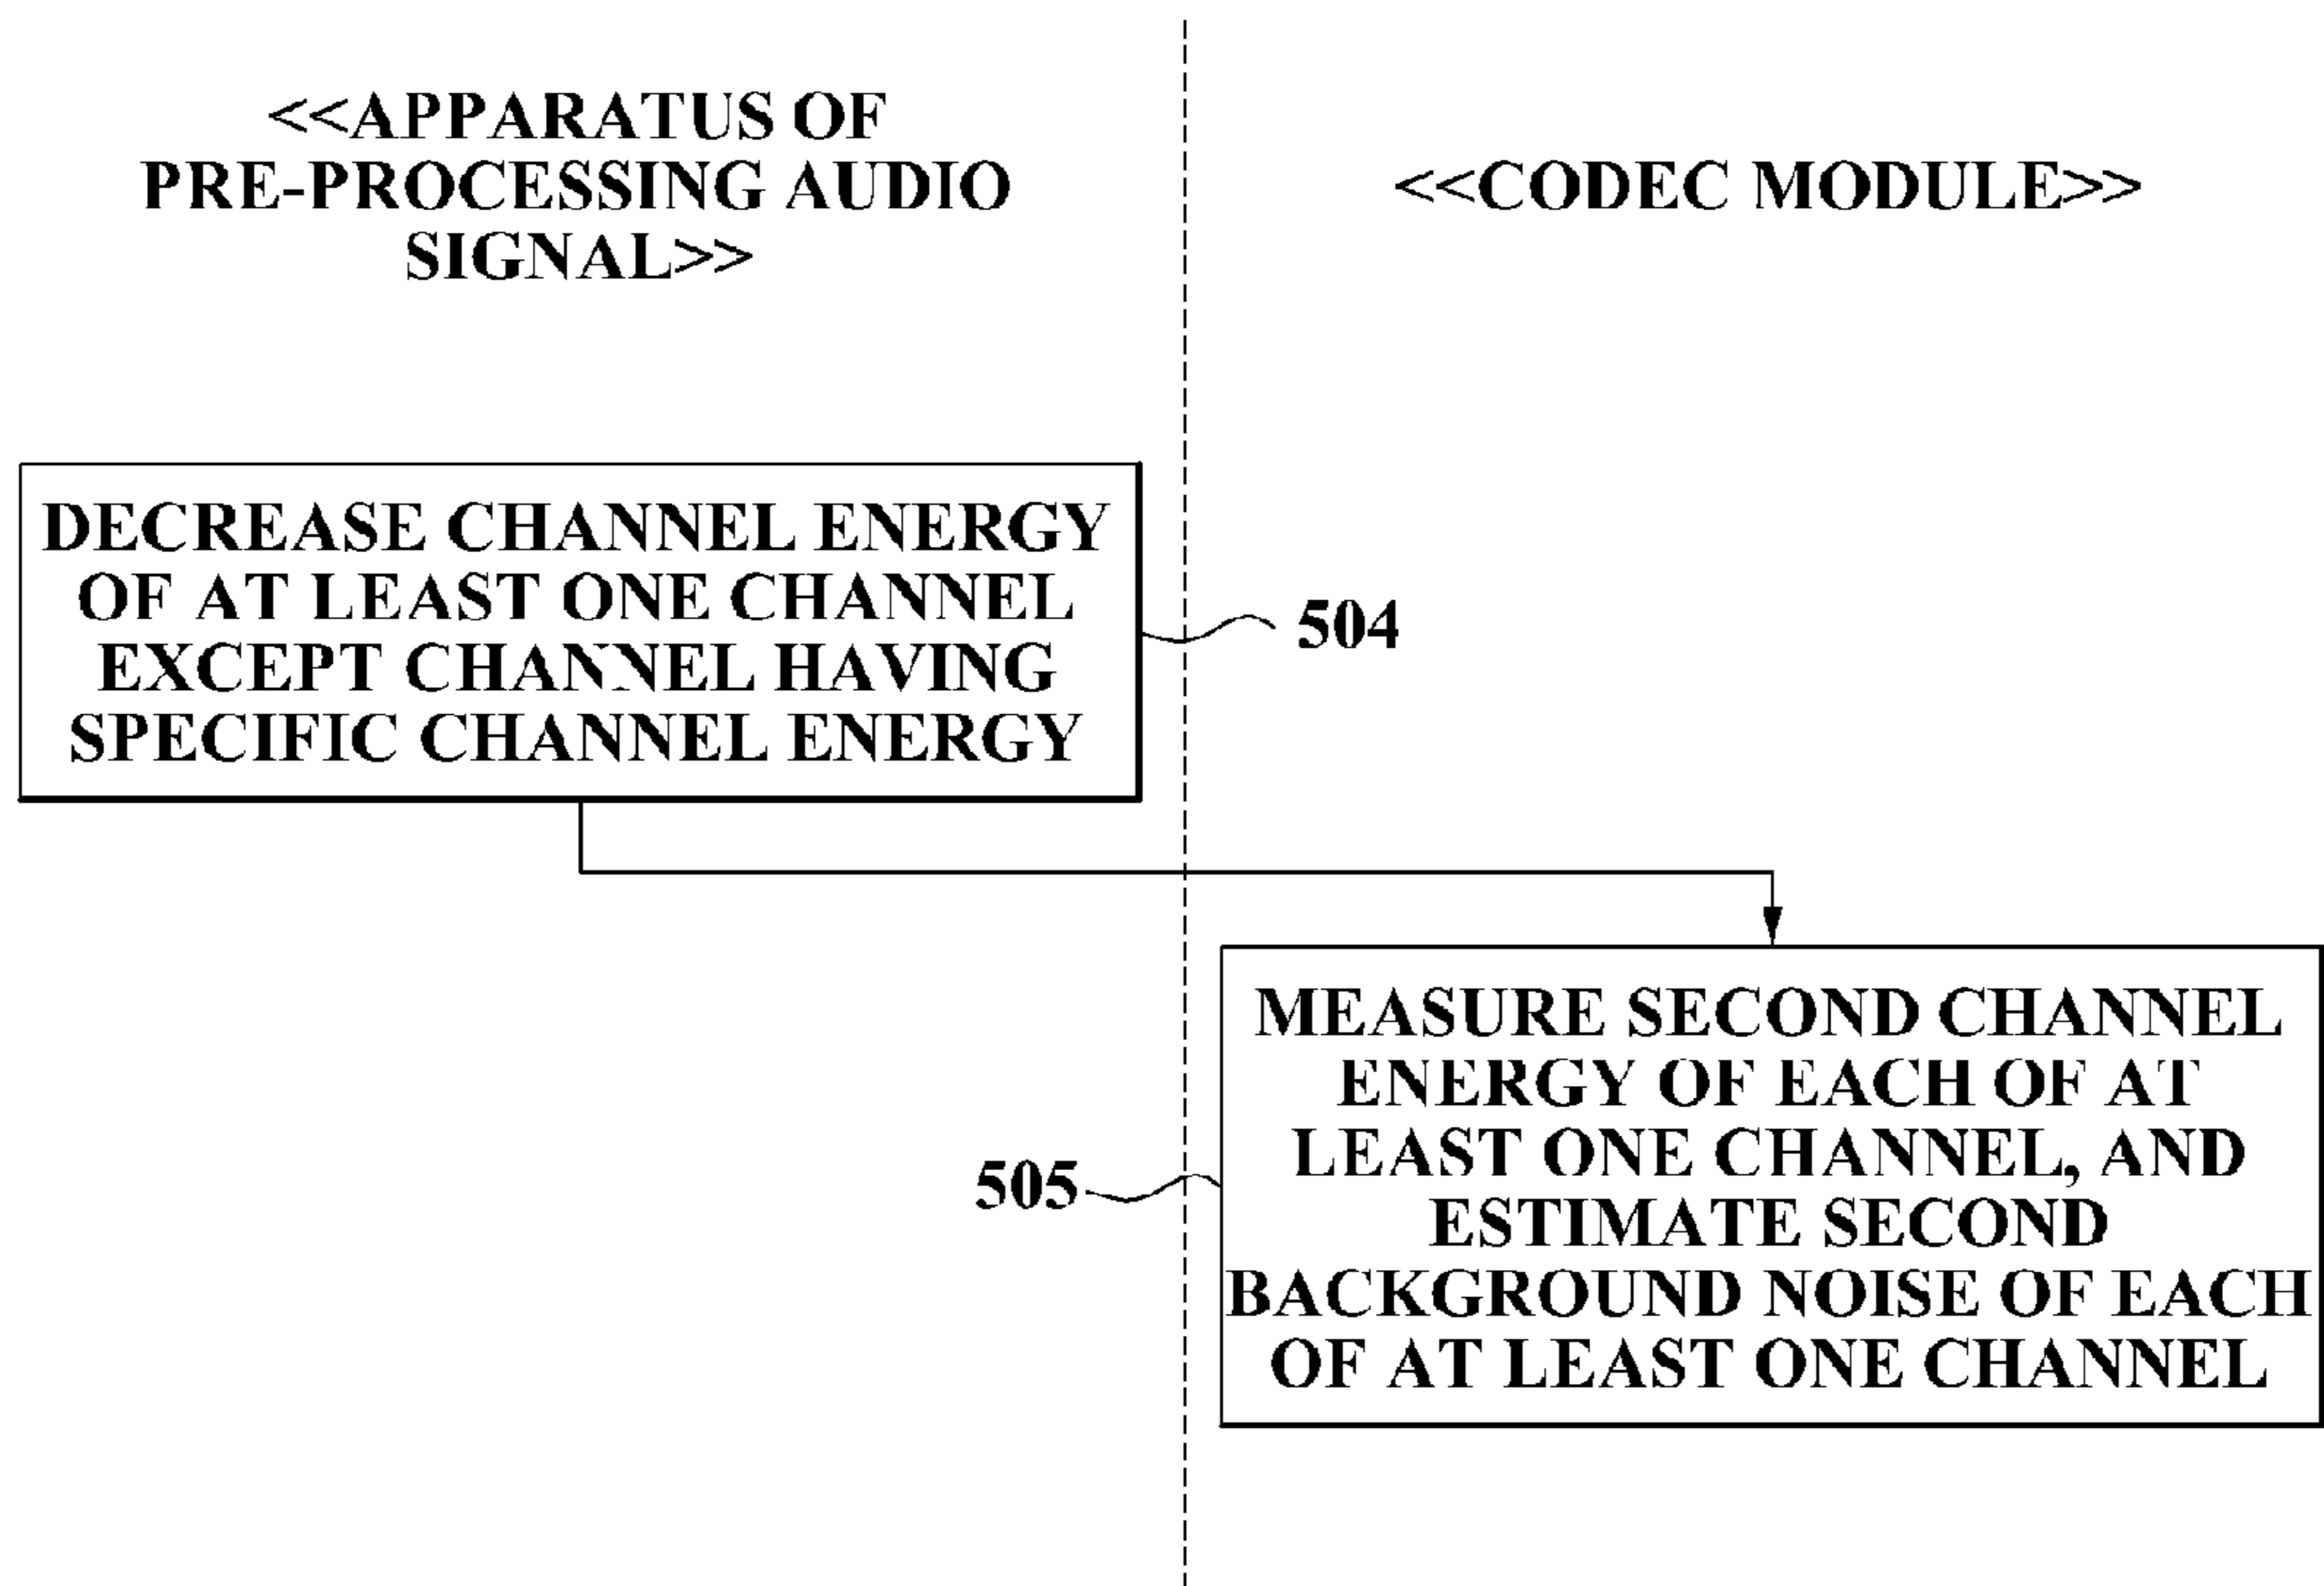 <<APPARATUS OF
PRE-PROCESSING AUDIO
SIGNAL>>
<<CODEC MODULE>>
DECREASE CHANNEL ENERGY
OF AT LEAST ONE CHANNEL
EXCEPT CHANNEL HAVING
SPECIFIC CHANNEL ENERGY
504
MEASURE SECOND CHANNEL
ENERGY OF EACH OF AT
LEAST ONE CHANNEL, AND
ESTIMATE SECOND
BACKGROUND NOISE OF EACH
OF AT LEAST ONE CHANNEL
505